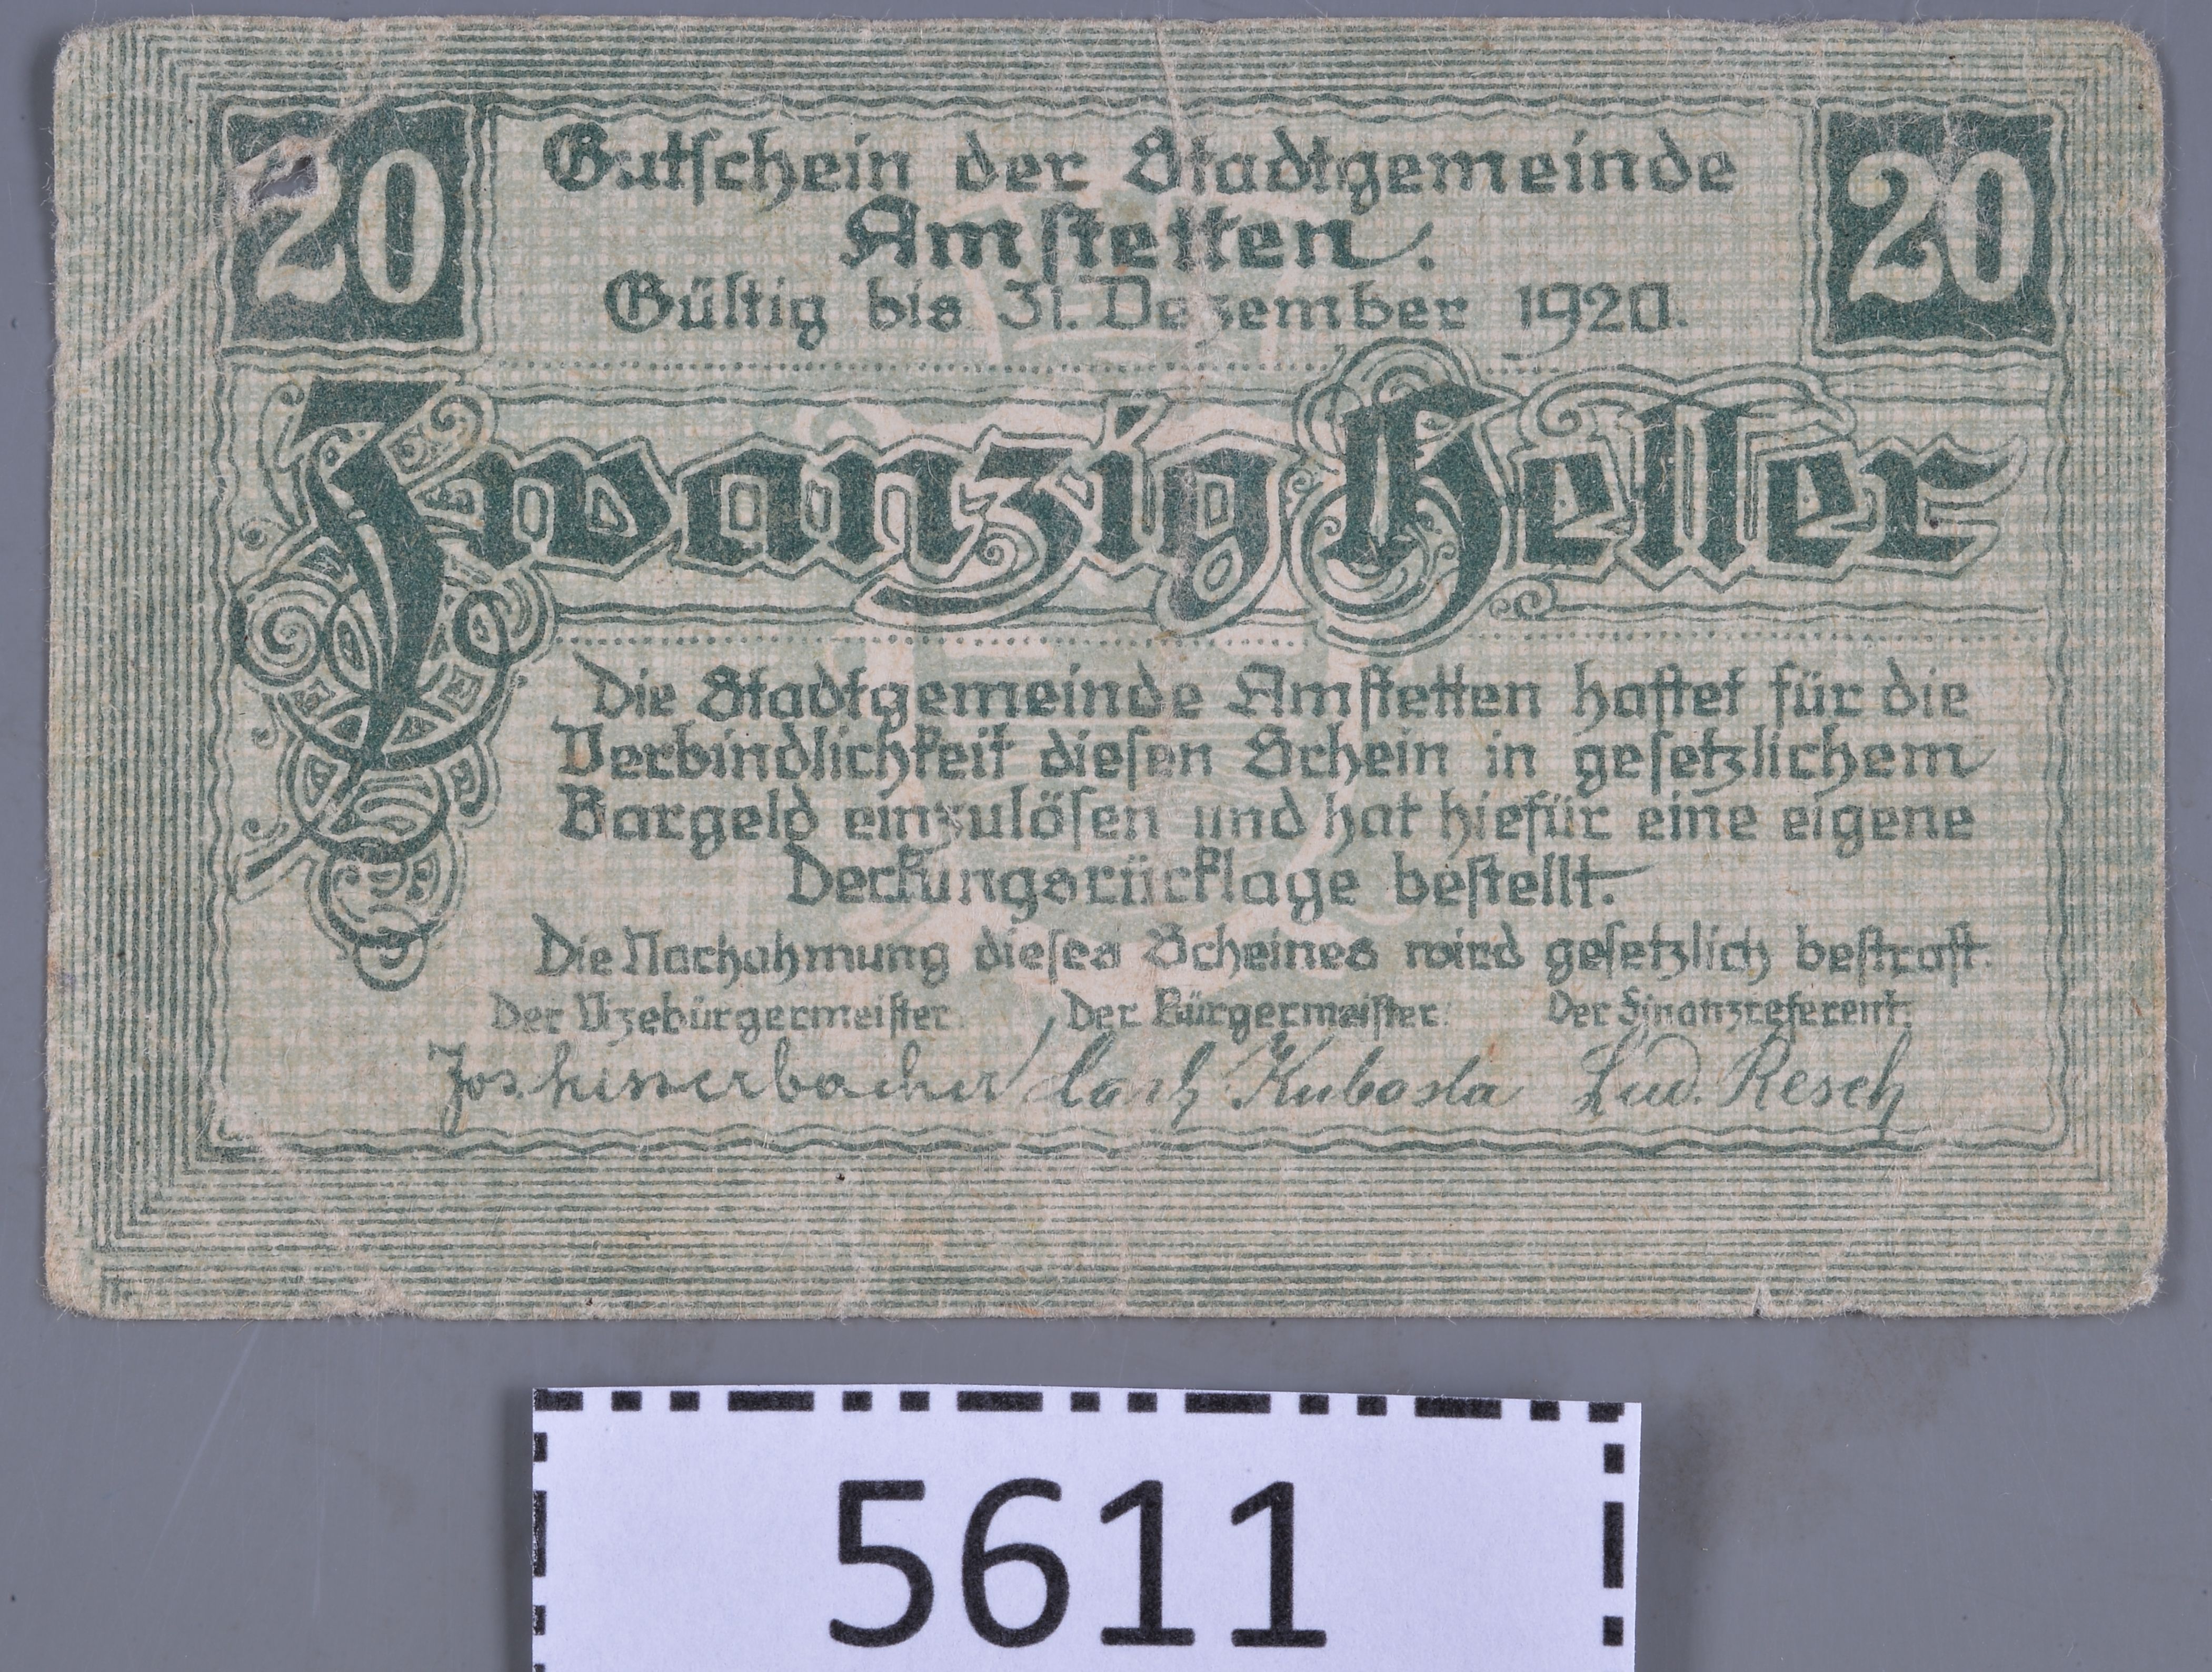 20 Gutschein der Stadtgemeinde 20
Amstetten.
Gültig bis 31. Dezember 1920.
Zwanzig Heller
Die Stadtgemeinde Amstetten haftet für die
Verbindlichkeit diesen Schein in gesetzlichem
Bargeld einzulösen und hat hiefür eine eigene
Deckungsrücklage bestellt.
Die Nachahmung dieses Scheines wird gesetzlich bestraft.
Der Vizebürgermeister: Der Bürgermeister: Der Finanzreferent:
Jos. Kubasta Lud. Resch
5611